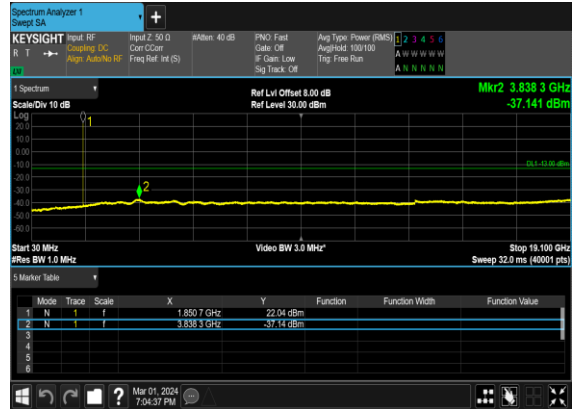 Spectrum Analyzer 1
Swept SA
KEYSIGHT Input: RF Input Z: 50 Ω #Atten: 40 dB PNO: Fast Avg Type: Power (RMS) 1 2 3 4 5 6
R T Coupling: DC Corr CCorr Gate: Off Avg|Hold: 100/100 A W W W W W
Align: Auto/No RF Freq Ref: Int (S) IF Gain: Low Trig: Free Run
LW Sig Track: Off A N N N N N
1 Spectrum Ref Lvl Offset 8.00 dB Mkr2 3.838 3 GHz
Scale/Div 10 dB Ref Level 30.00 dBm -37.141 dBm
Log
1
20.0
10.0
0.00
-10.0 DL1 -13.00 dBm
-20.0
-30.0 2
-40.0
-50.0
-60.0
Start 30 MHz Video BW 3.0 MHz* Stop 19.100 GHz
#Res BW 1.0 MHz Sweep 32.0 ms (40001 pts)
5 Marker Table
Mode Trace Scale X Y Function Function Width Function Value
1 N 1 f 1.850 7 GHz 22.04 dBm
2 N 1 f 3.838 3 GHz -37.14 dBm
3
4
5
6
? Mar 01, 2024
7:04:37 PM